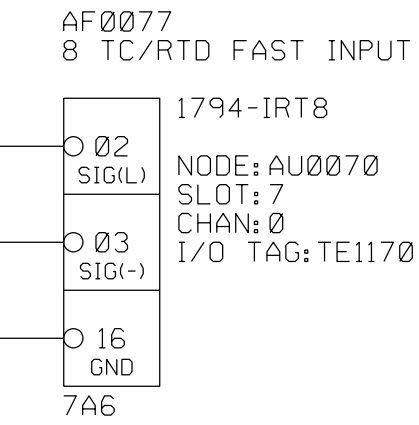 AF0077
8 TC/RTD FAST INPUT
1794-IRT8
02
SIG(L)
NODE:AU0070
SLOT:7
CHAN:0
I/O TAG:TE1170
03
SIG(-)
16
GND
7A6